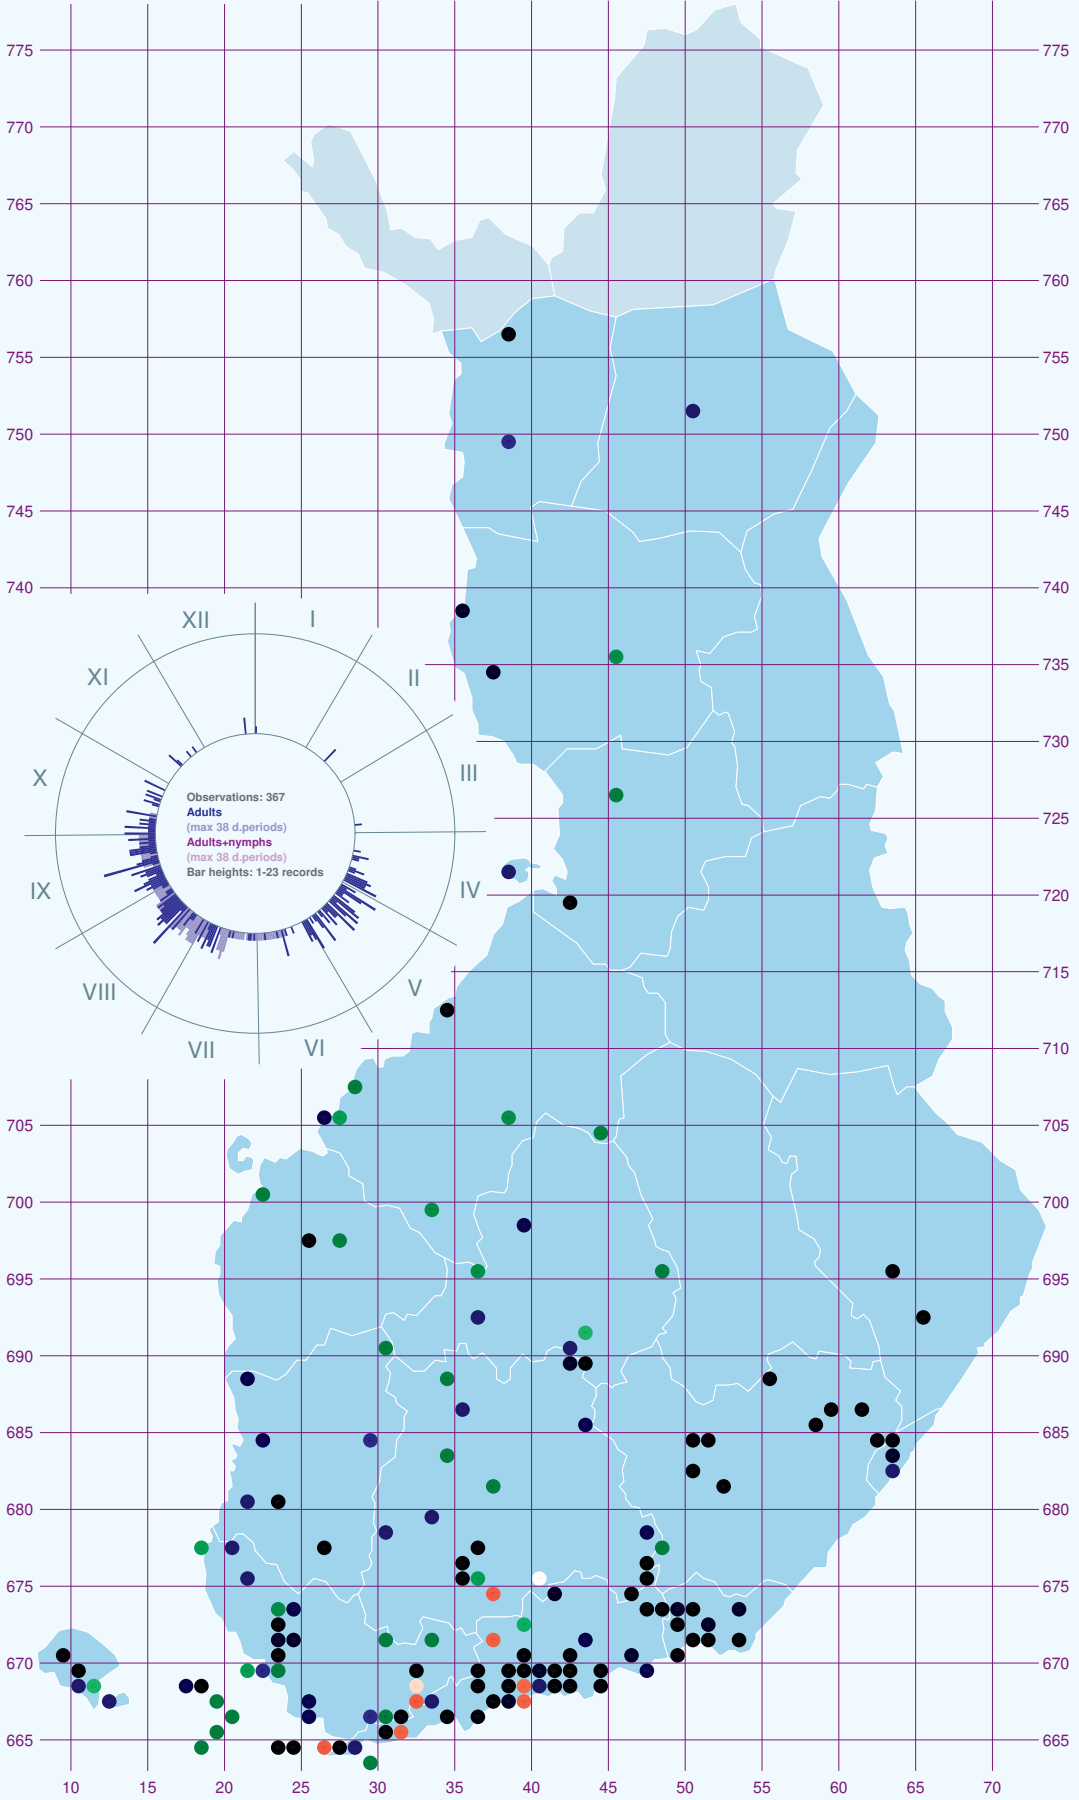 775 775
770 770
765 765
760 760
755 755
750 750
745 745
740 740
XII I
XI II
735 735
X III
730 730
Observations: 367
Adults
(max 38 d.periods)
725 725
Adults+nymphs
(max 38 d.periods)
Bar heights: 1-23 records
IX IV
720 720
VIII V
715 715
VII VI
710 710
705 705
700 700
695 695
690 690
685 685
680 680
675 675
670 670
665 665
10 15 20 25 30 35 40 45 50 55 60 65 70